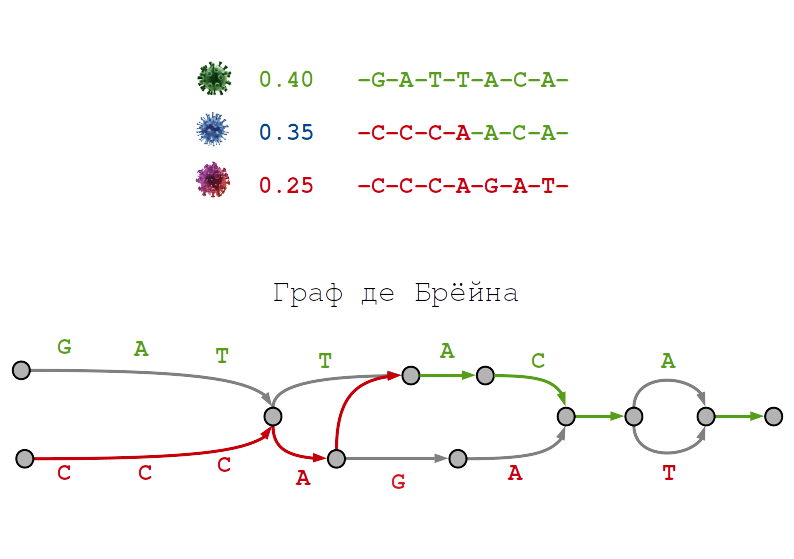 0.40 -G-A-T-T-A-C-A-
0.35 -C-C-C-A-A-C-A-
0.25 -C-C-C-A-G-A-T-
Граф де Брёйна
G A T T A C A
C C C A G A T